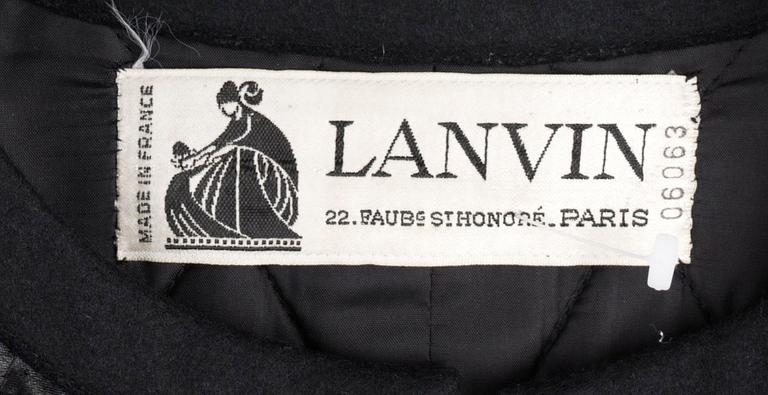 MADE IN FRANCE
LANVIN
22. FAUBG ST HONORÉ. PARIS
06063